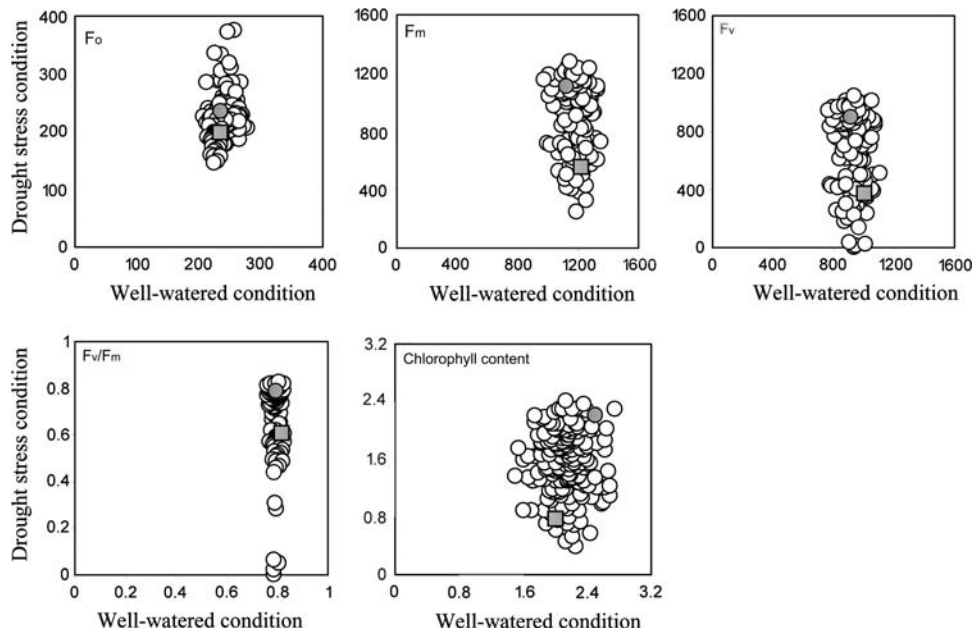 Drought stress condition
Fo
400
300
200
100
0
0 100 200 300 400
Well-watered condition
Fm
1600
1200
800
400
0
0 400 800 1200 1600
Well-watered condition
Fv
1600
1200
800
400
0
0 400 800 1200 1600
Well-watered condition
Drought stress condition
Fv/Fm
1
0.8
0.6
0.4
0.2
0
0 0.2 0.4 0.6 0.8 1
Well-watered condition
Chlorophyll content
3.2
2.4
1.6
0.8
0
0 0.8 1.6 2.4 3.2
Well-watered condition